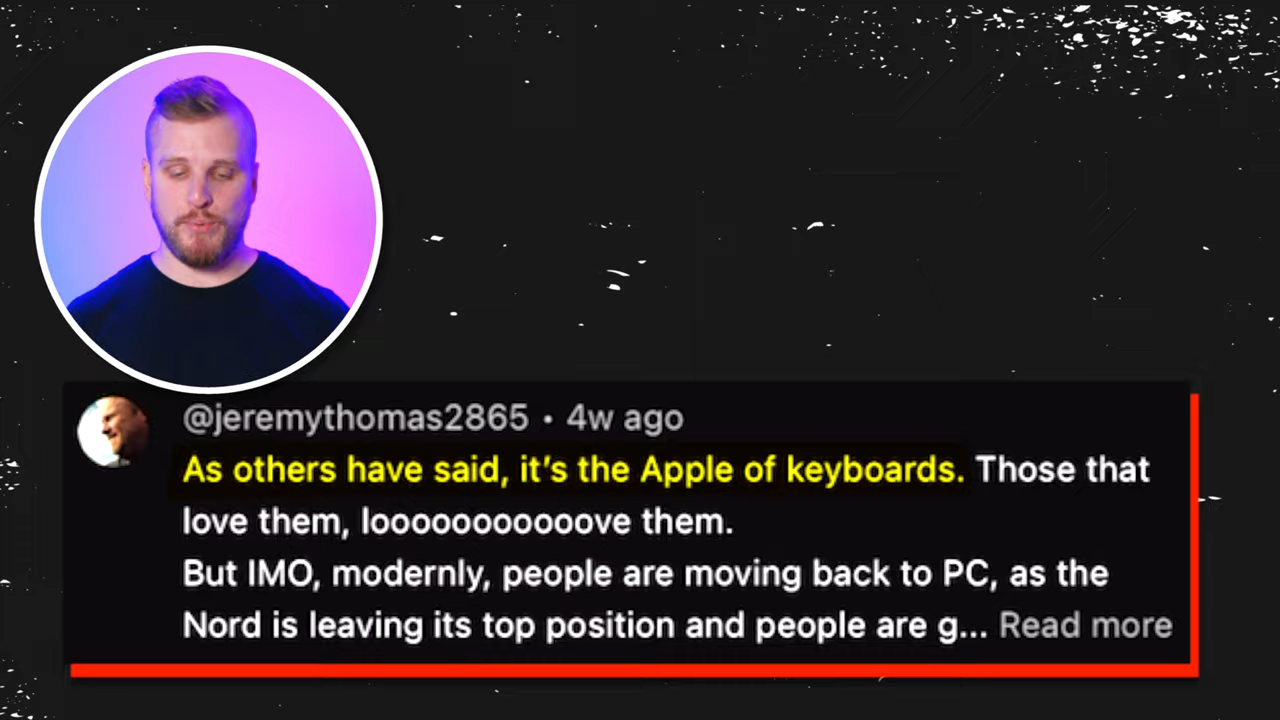 @jeremythomas2865 • 4w ago
As others have said, it's the Apple of keyboards. Those that
love them, looooooooooove them.
But IMO, modernly, people are moving back to PC, as the
Nord is leaving its top position and people are g... Read more